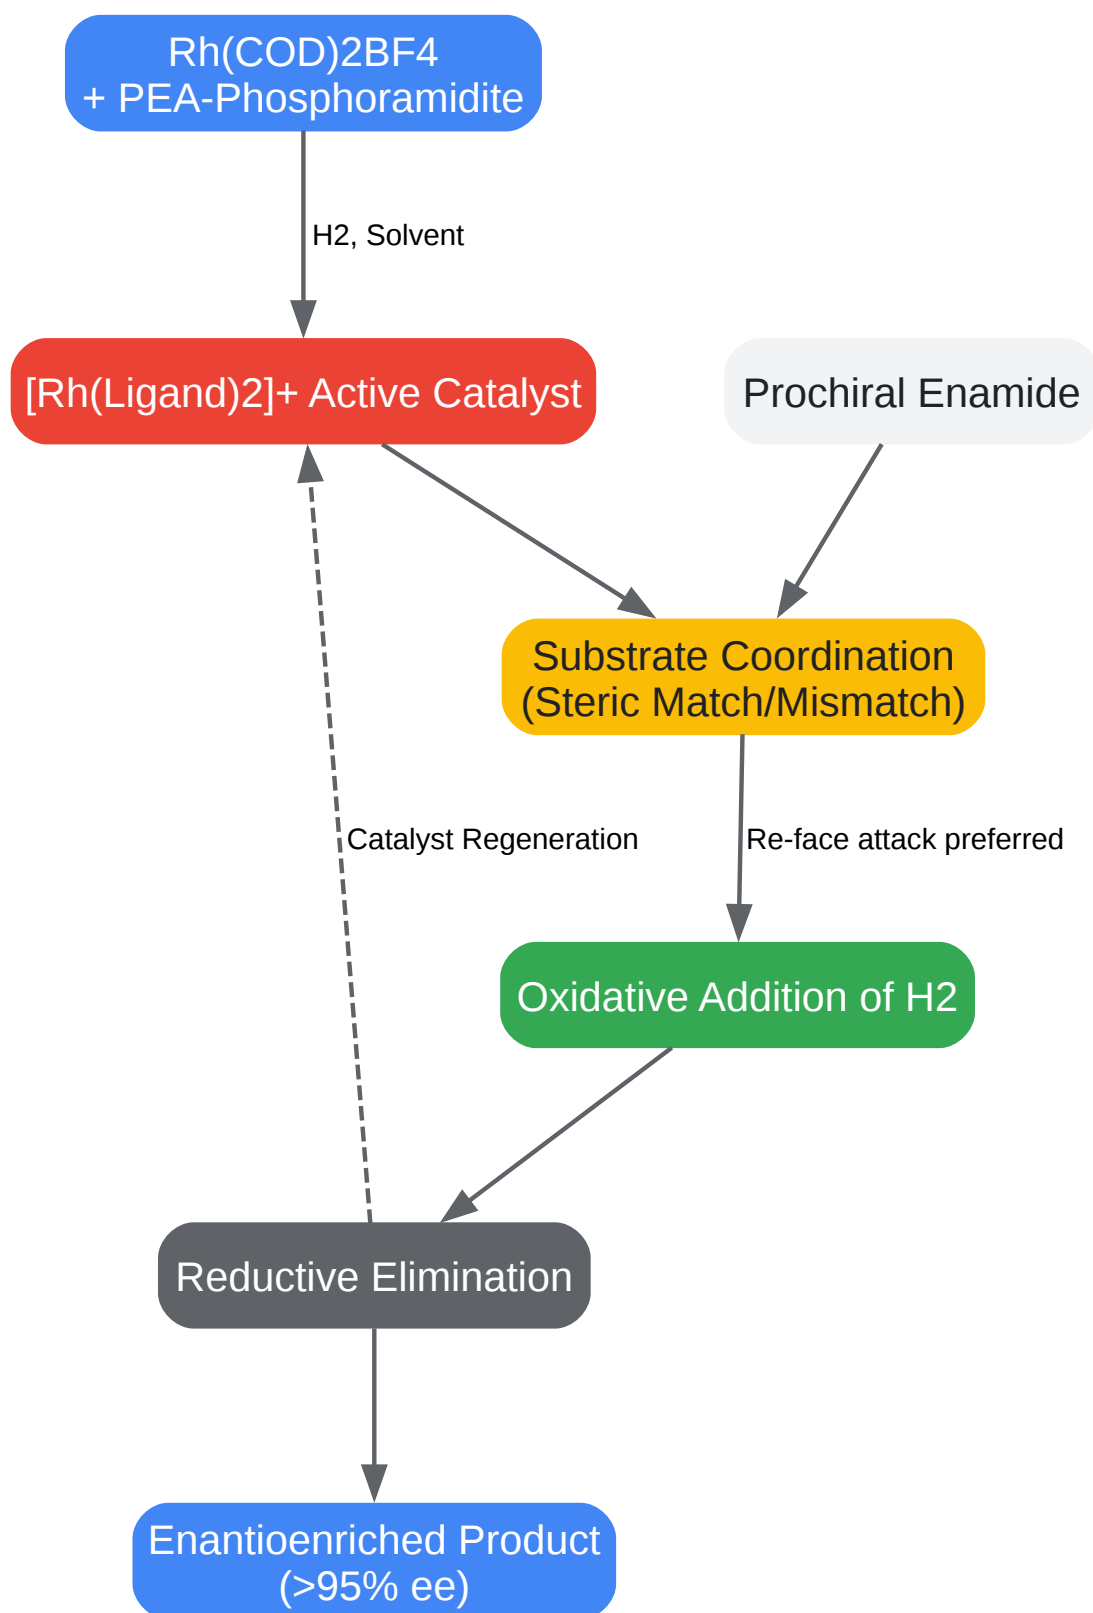 Rh(COD)2BF4
+ PEA-Phosphoramidite
H2, Solvent
[Rh(Ligand)2]+ Active Catalyst
Prochiral Enamide
Substrate Coordination
(Steric Match/Mismatch)
Catalyst Regeneration
Re-face attack preferred
Oxidative Addition of H2
Reductive Elimination
Enantioenriched Product
(>95% ee)